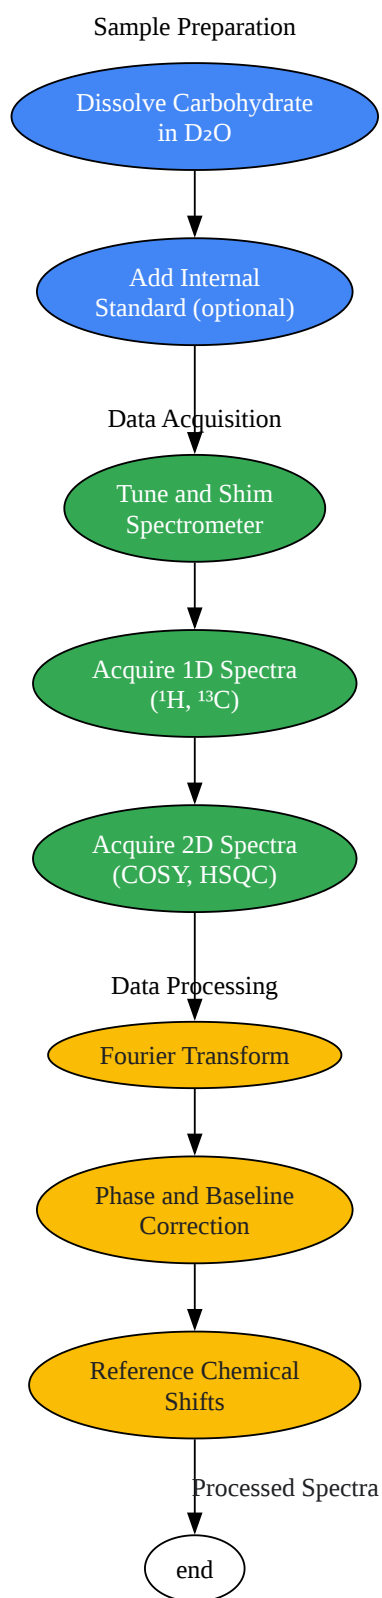 Sample Preparation
Dissolve Carbohydrate
in D₂O
Add Internal
Standard (optional)
Data Acquisition
Tune and Shim
Spectrometer
Acquire 1D Spectra
(¹H, ¹³C)
Acquire 2D Spectra
(COSY, HSQC)
Data Processing
Fourier Transform
Phase and Baseline
Correction
Reference Chemical
Shifts
Processed Spectra
end